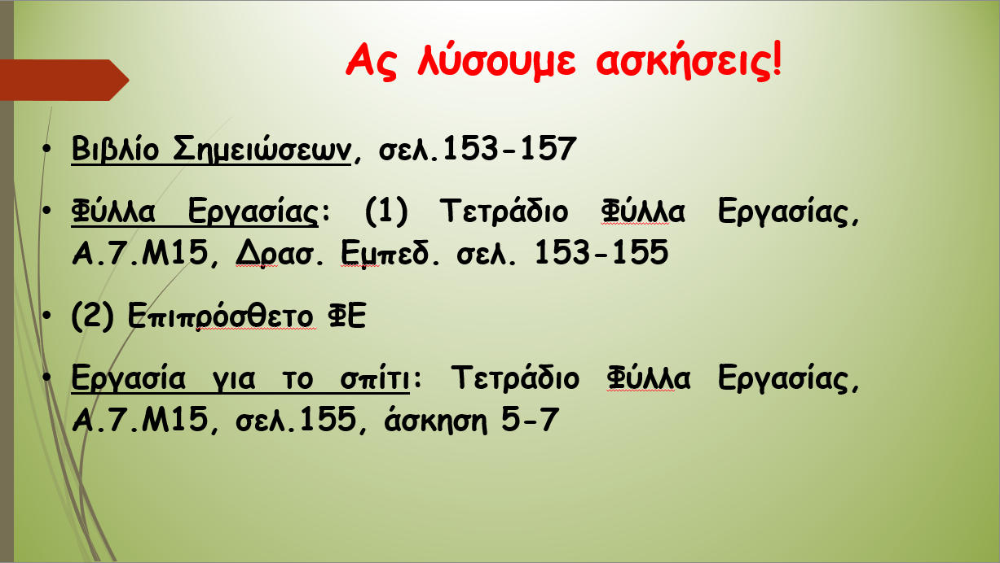 Ας λύσουμε ασκήσεις!
• Βιβλίο Σημειώσεων, σελ.153-157
• Φύλλα Εργασίας: (1) Τετράδιο Φύλλα Εργασίας,
Α.7.Μ15, Δρασ. Εμπεδ. σελ. 153-155
• (2) Επιπρόσθετο ΦΕ
• Εργασία για το σπίτι: Τετράδιο Φύλλα Εργασίας,
Α.7.Μ15, σελ.155, άσκηση 5-7